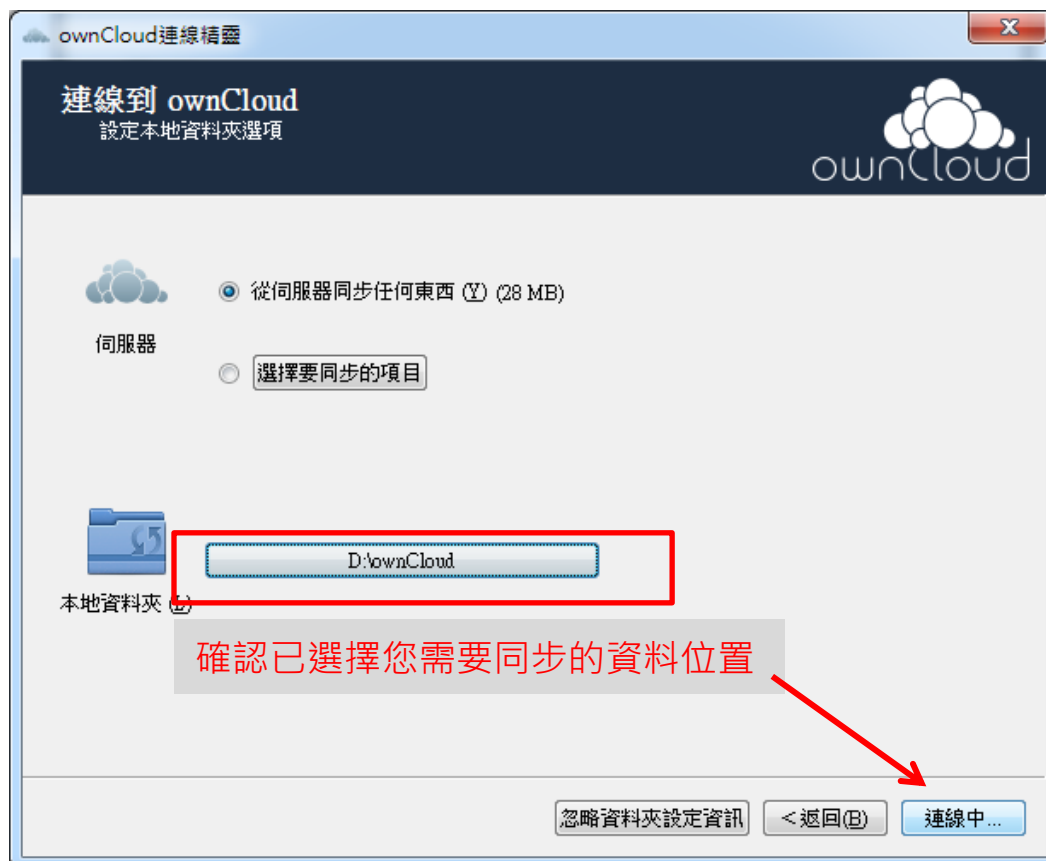 ownCloud連線精靈
連線到 ownCloud
設定本地資料夾選項
ownCloud
從伺服器同步任何東西 (Y) (28 MB)
伺服器
選擇要同步的項目
D:\ownCloud
本地資料夾 (L)
確認已選擇您需要同步的資料位置
忽略資料夾設定資訊
<返回(B)
連線中...